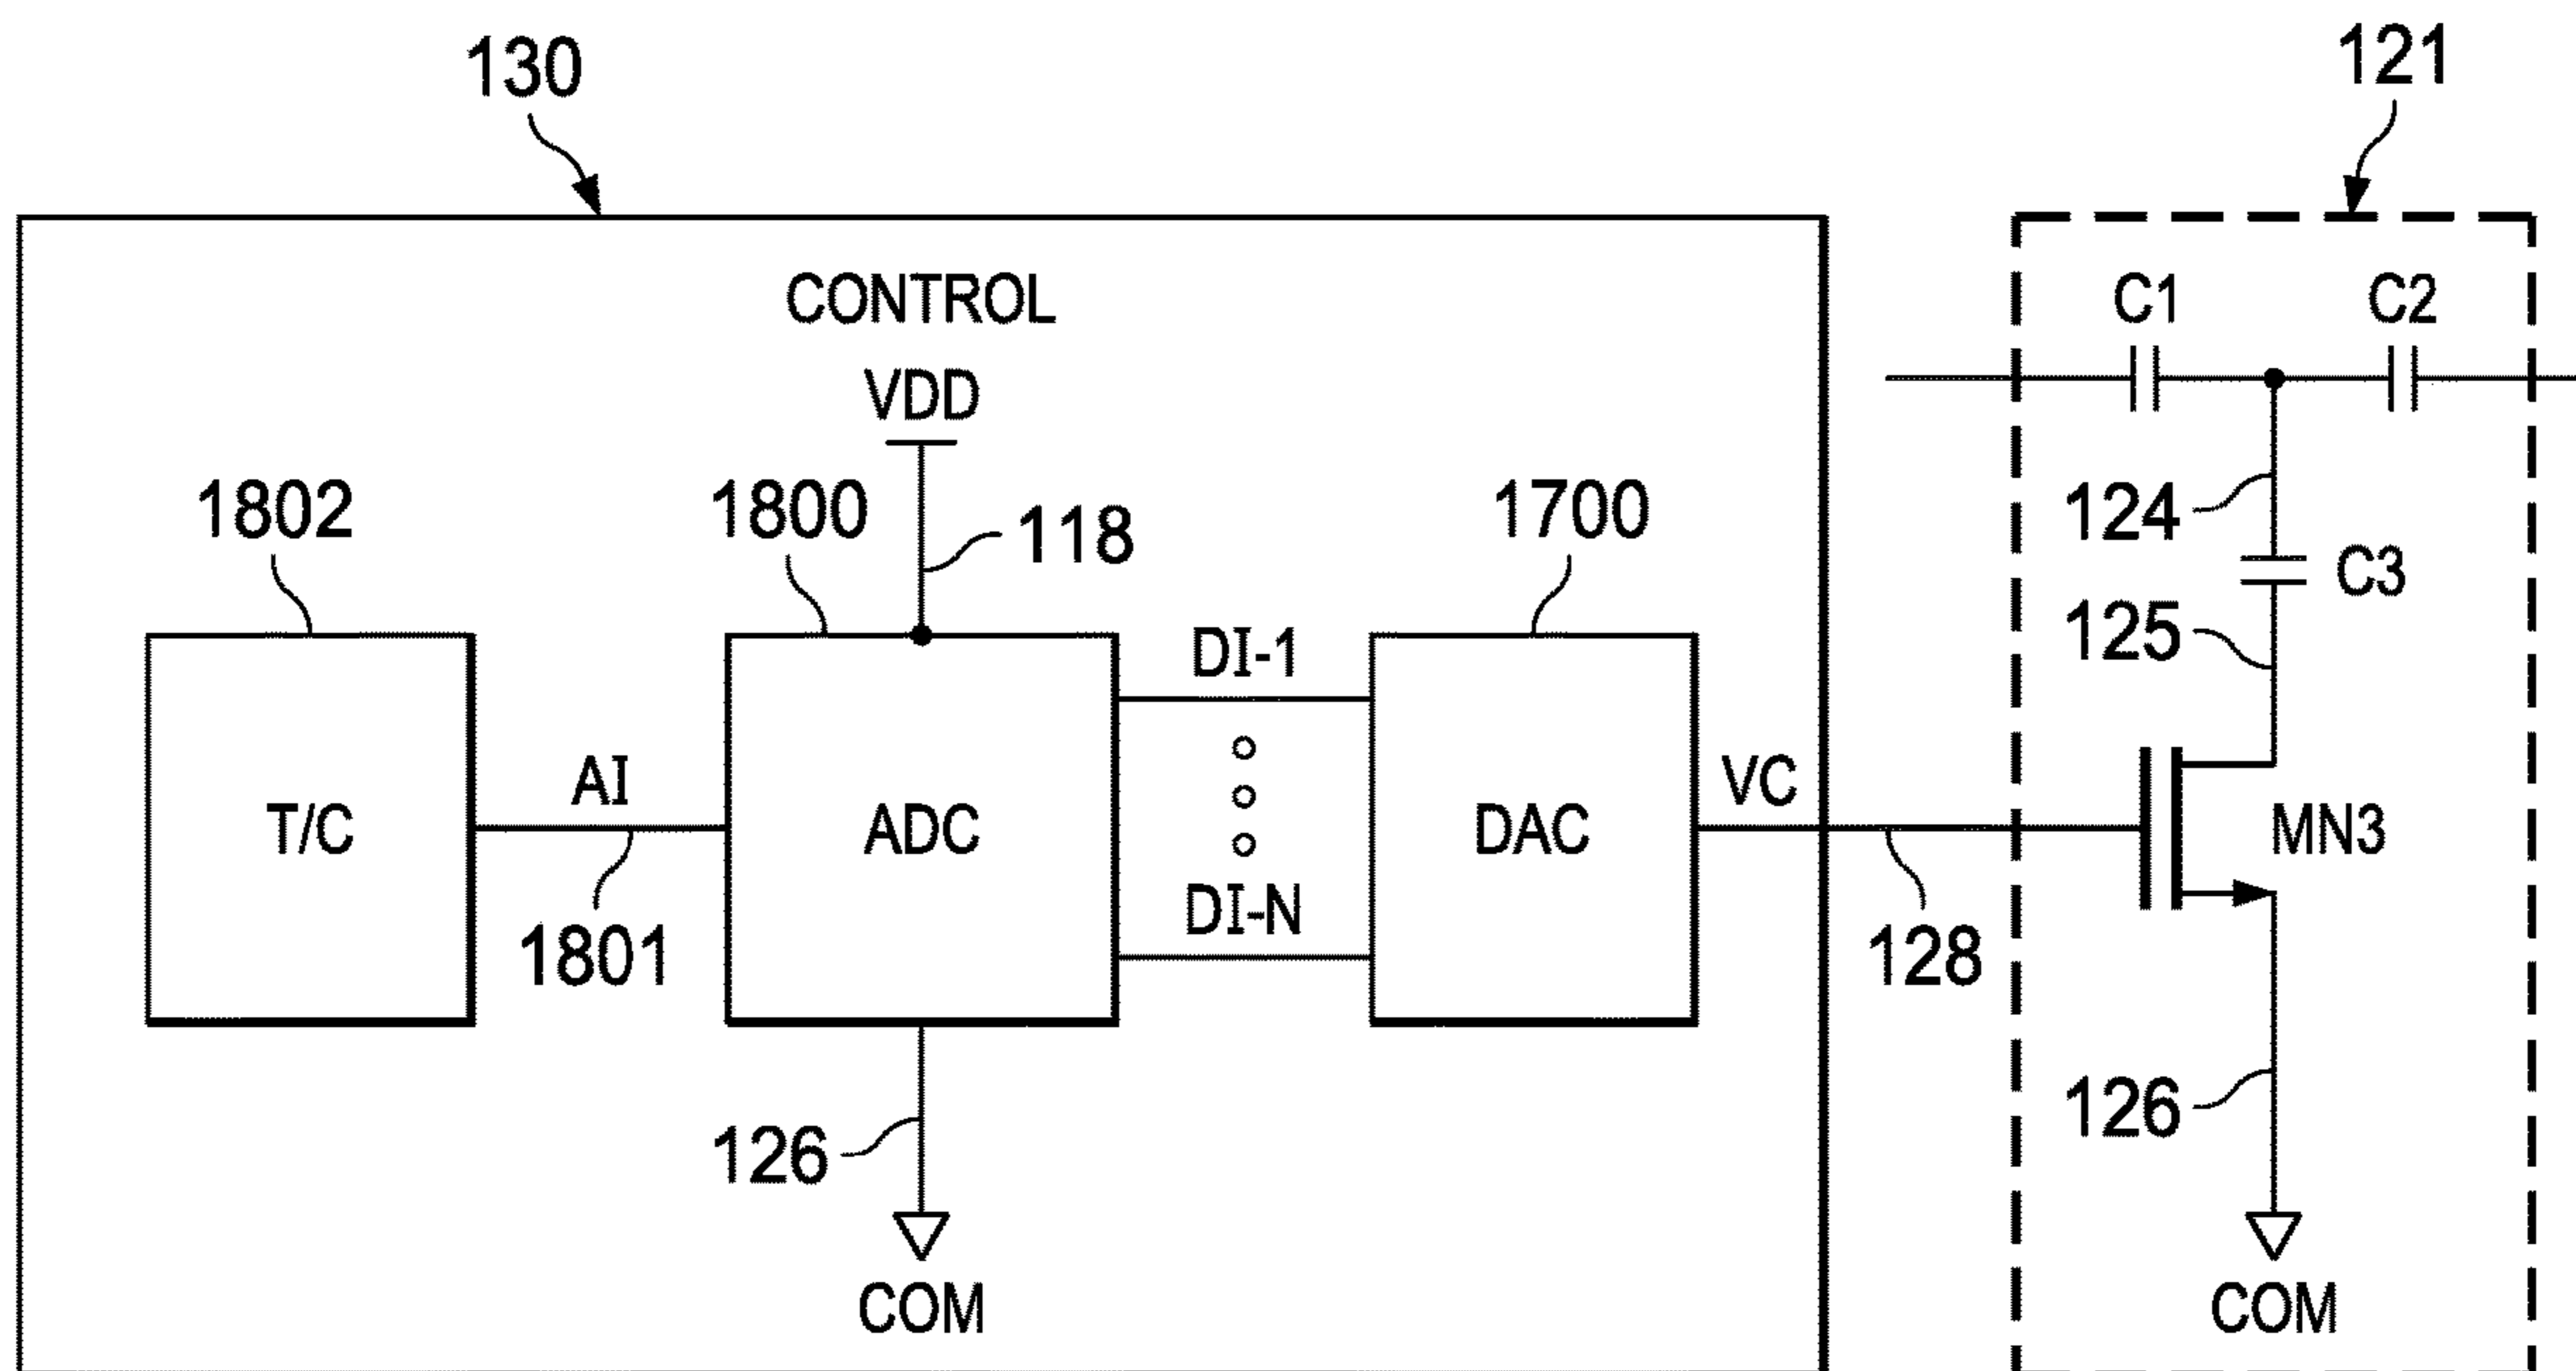 130
121
CONTROL
VDD
C1
C2
1802
1800
118
1700
124
C3
125
DI-1
T/C
AI
ADC
DAC
VC
MN3
DI-N
1801
128
126
126
COM
COM